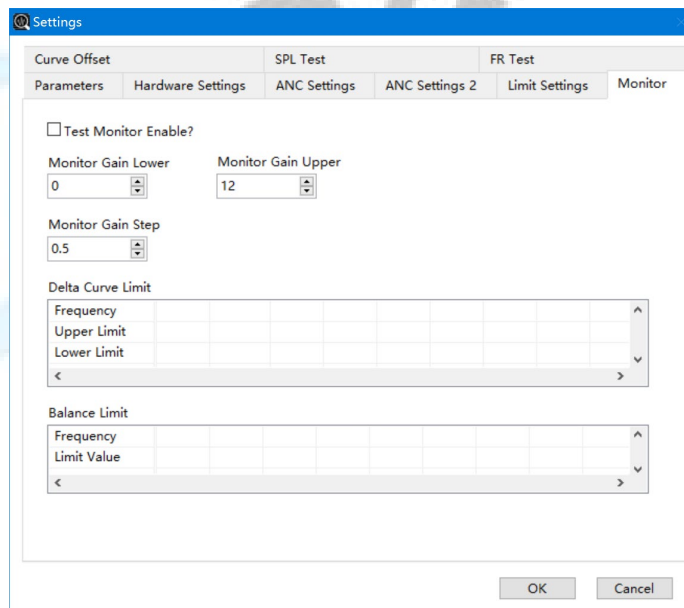 Settings
Curve Offset SPL Test FR Test
Parameters Hardware Settings ANC Settings ANC Settings 2 Limit Settings Monitor
Test Monitor Enable?
Monitor Gain Lower Monitor Gain Upper
0 12
Monitor Gain Step
0.5
Delta Curve Limit
Frequency
Upper Limit
Lower Limit
Balance Limit
Frequency
Limit Value
OK Cancel